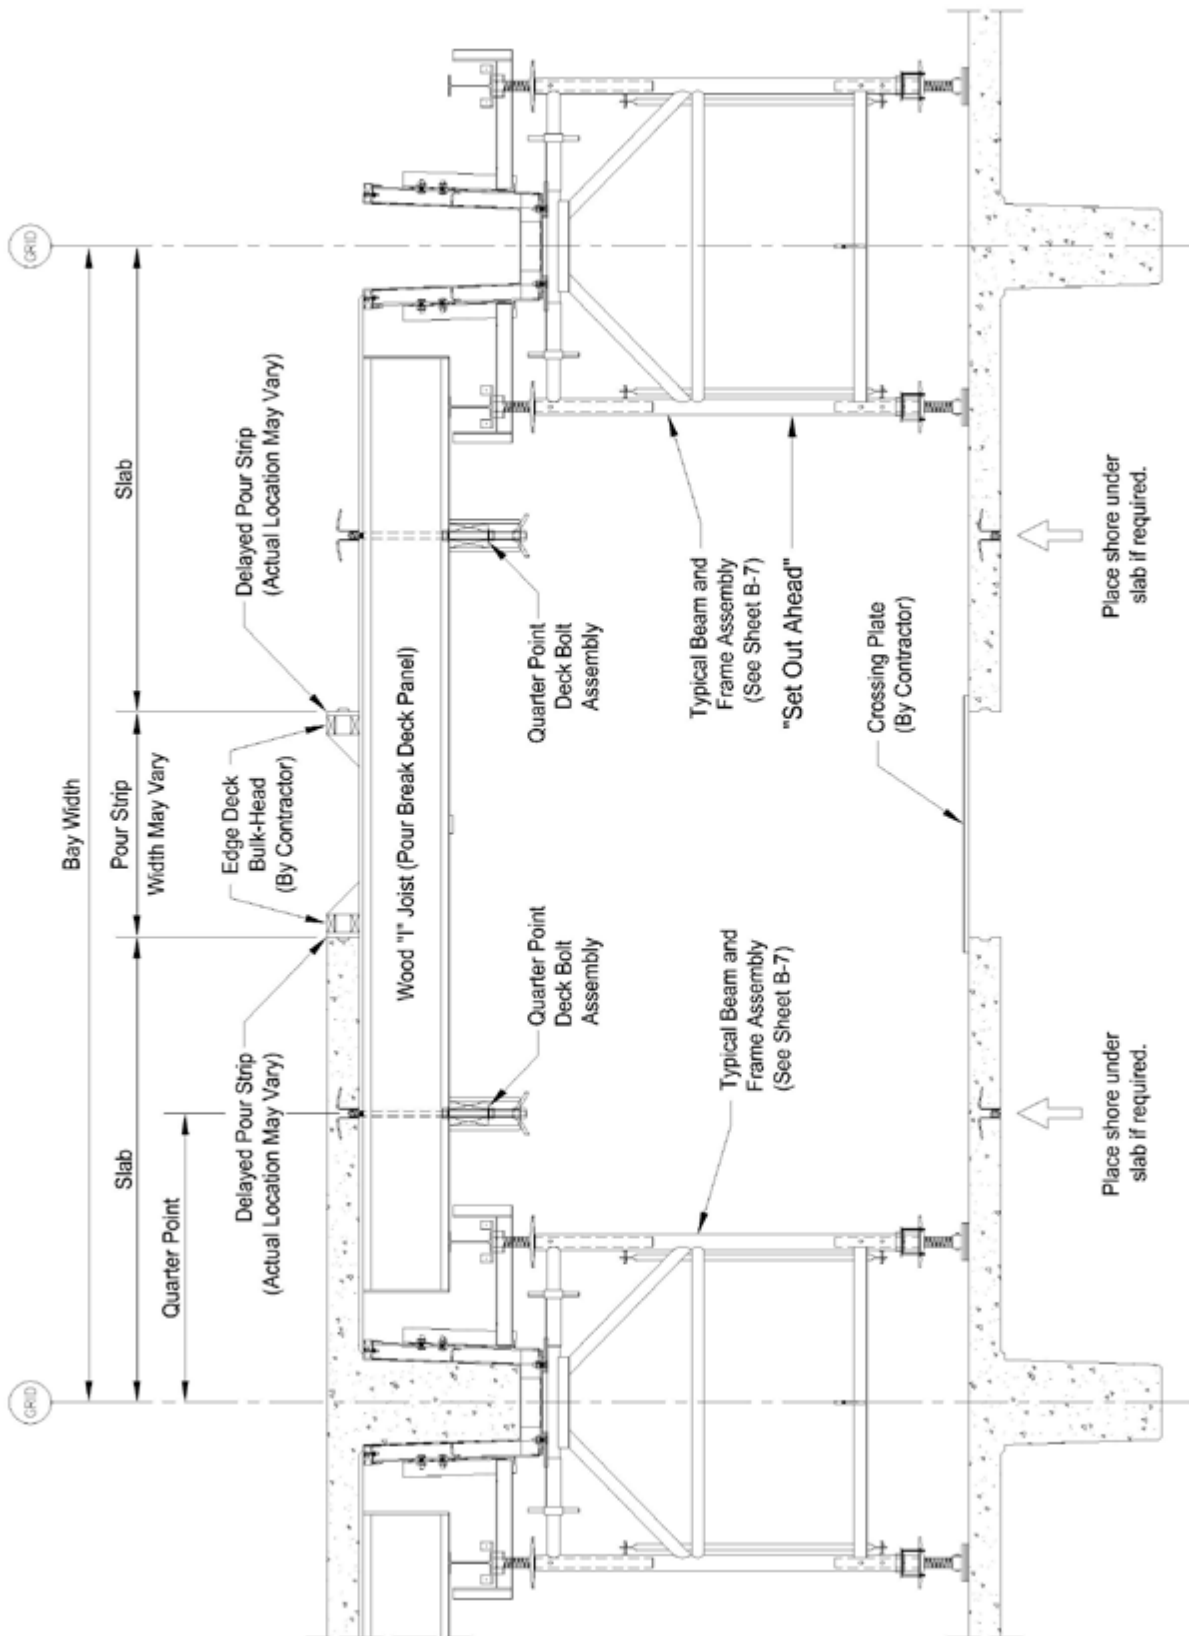 GRID
GRID
Bay Width
Slab
Pour Strip
Width May Vary
Slab
Quarter Point
Delayed Pour Strip
(Actual Location May Vary)
Edge Deck
Bulk-Head
(By Contractor)
Delayed Pour Strip
(Actual Location May Vary)
Wood "I" Joist (Pour Break Deck Panel)
Quarter Point
Deck Bolt
Assembly
Quarter Point
Deck Bolt
Assembly
Typical Beam and
Frame Assembly
(See Sheet B-7)
Typical Beam and
Frame Assembly
(See Sheet B-7)
"Set Out Ahead"
Crossing Plate
(By Contractor)
Place shore under
slab if required.
Place shore under
slab if required.